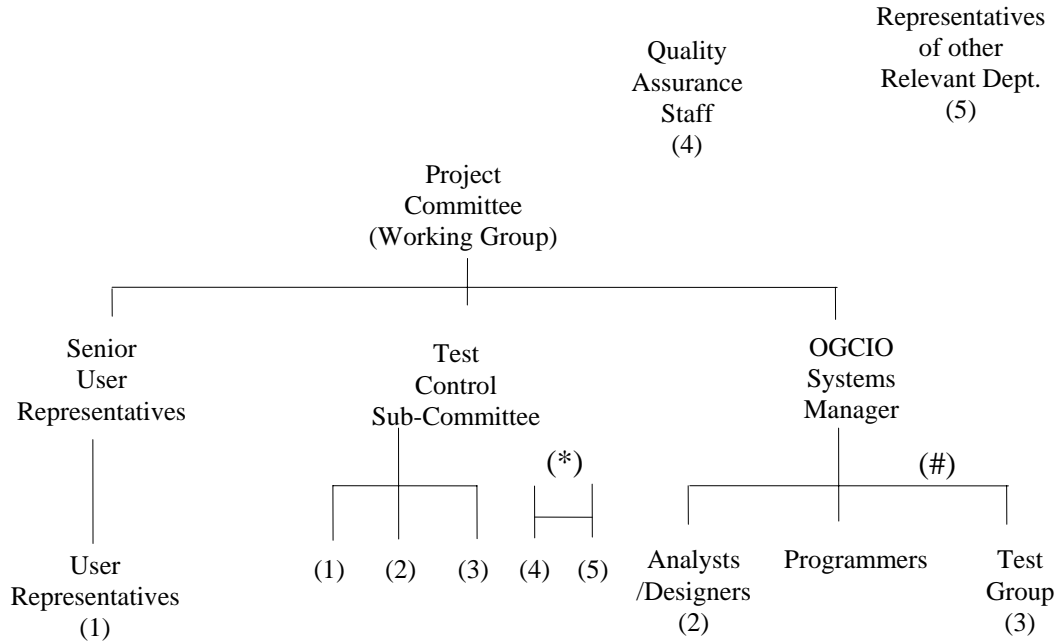 Representatives
of other
Relevant Dept.
(5)
Quality
Assurance
Staff
(4)
Project
Committee
(Working Group)
Senior
User
Representatives
Test
Control
Sub-Committee
OGCIO
Systems
Manager
(*)
(#)
User
Representatives
(1)
(1) (2) (3) (4) (5)
Analysts
/Designers
(2)
Programmers
Test
Group
(3)